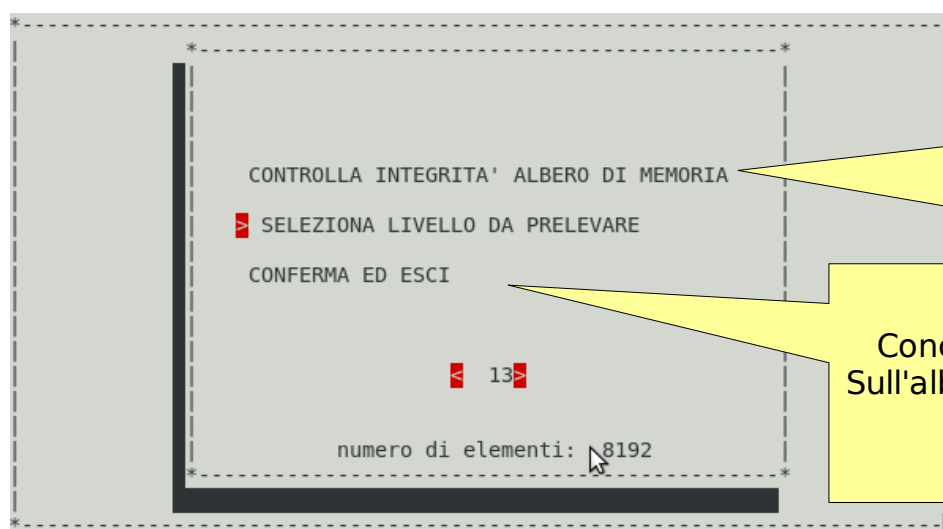 CONTROLLA INTEGRITA' ALBERO DI MEMORIA
> SELEZIONA LIVELLO DA PRELEVARE
CONFERMA ED ESCI
< 13>
numero di elementi: 8192